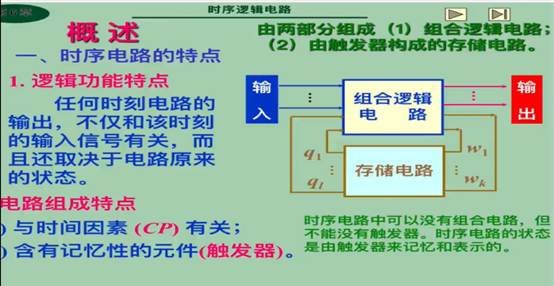 时序逻辑电路
概 述
由两部分组成（1）组合逻辑电路；
（2）由触发器构成的存储电路。
一、时序电路的特点
1. 逻辑功能特点
任何时刻电路的
输出，不仅和该时刻
的输入信号有关，而
且还取决于电路原来
的状态。
电路组成特点
) 与时间因素 (CP) 有关；
) 含有记忆性的元件(触发器)。
输
入
组合逻辑
电 路
输
出
q1
w1
存储电路
ql
wk
时序电路中可以没有组合电路，但
不能没有触发器。时序电路的状态
是由触发器来记忆和表示的。